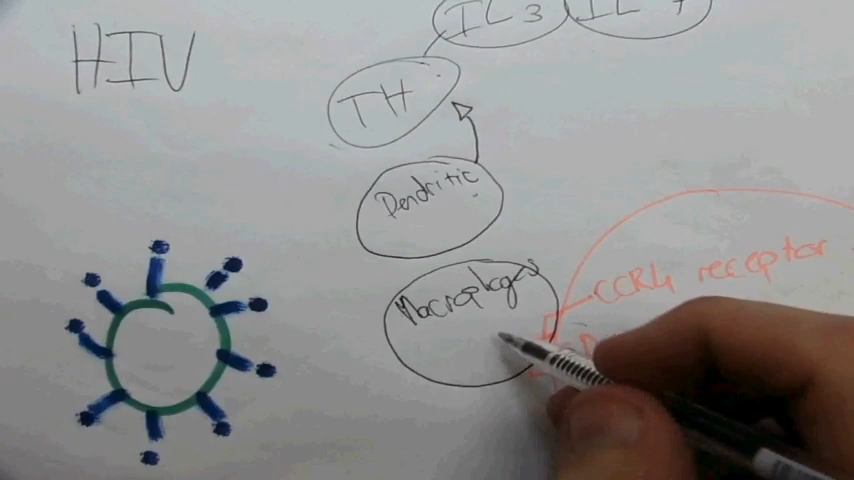 IL 3
HIV
TH
Dendritic
Macrophages
CCR4 receptor